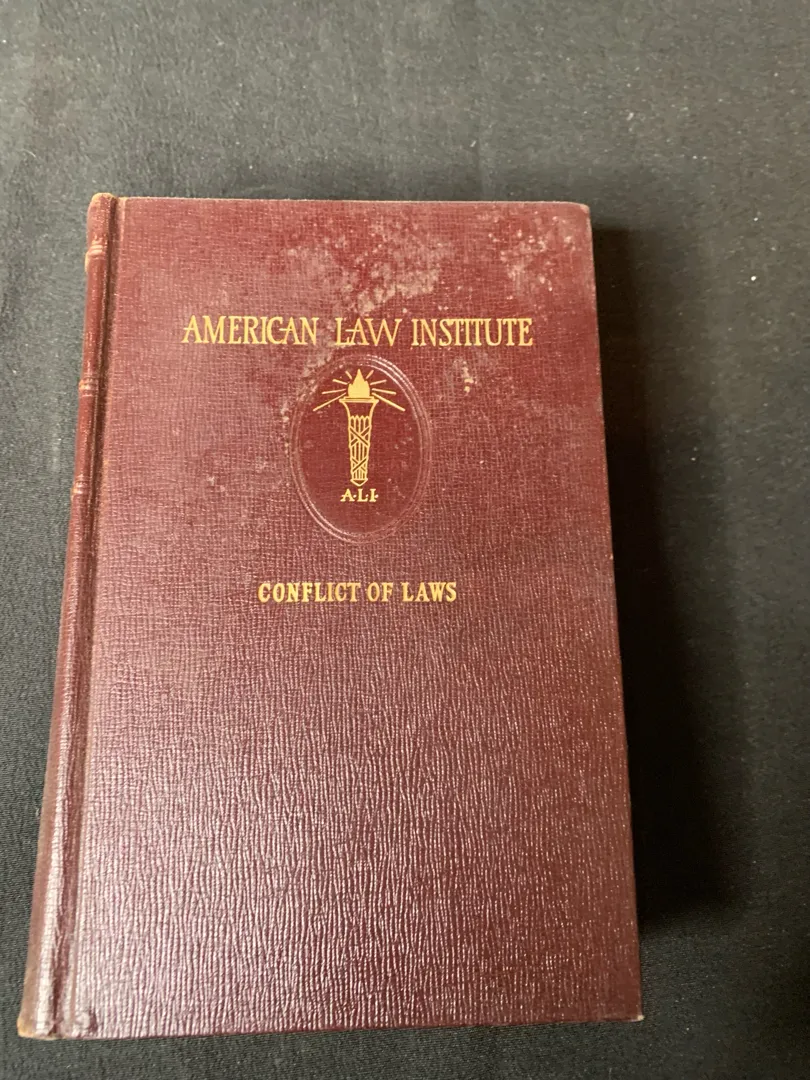 AMERICAN LAW INSTITUTE
A·L·I·
CONFLICT OF LAWS